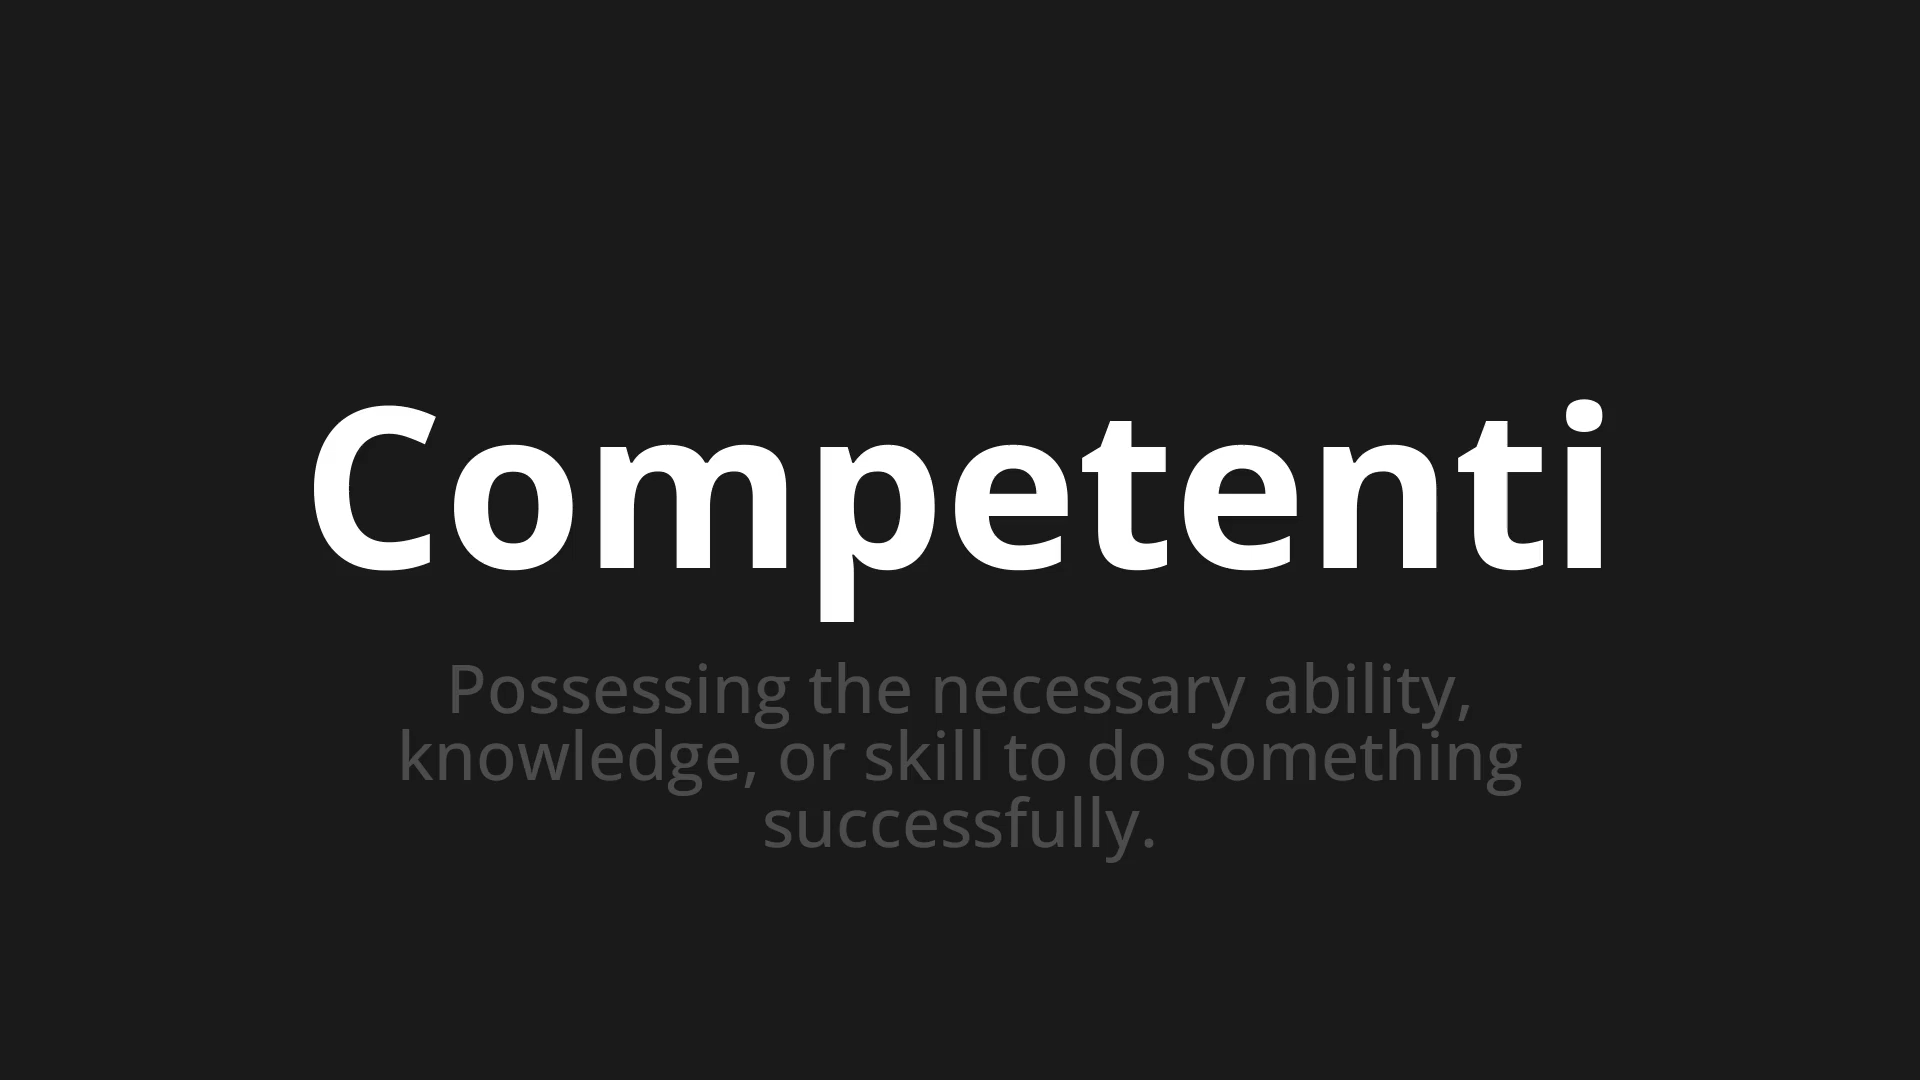 Competenti
Possessing the necessary ability,
knowledge, or skill to do something
successfully.